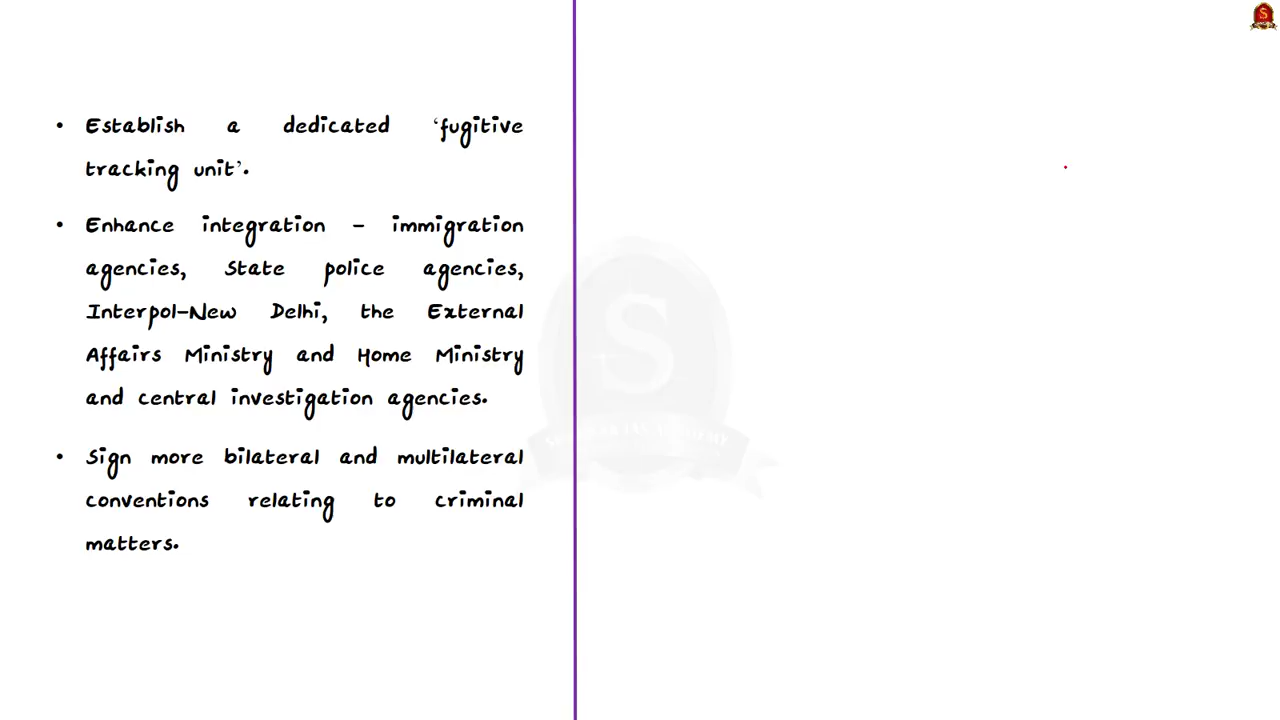 • Establish a dedicated ‘fugitive
tracking unit’.
• Enhance integration – immigration
agencies, State police agencies,
Interpol-New Delhi, the External
Affairs Ministry and Home Ministry
and central investigation agencies.
• Sign more bilateral and multilateral
conventions relating to criminal
matters.